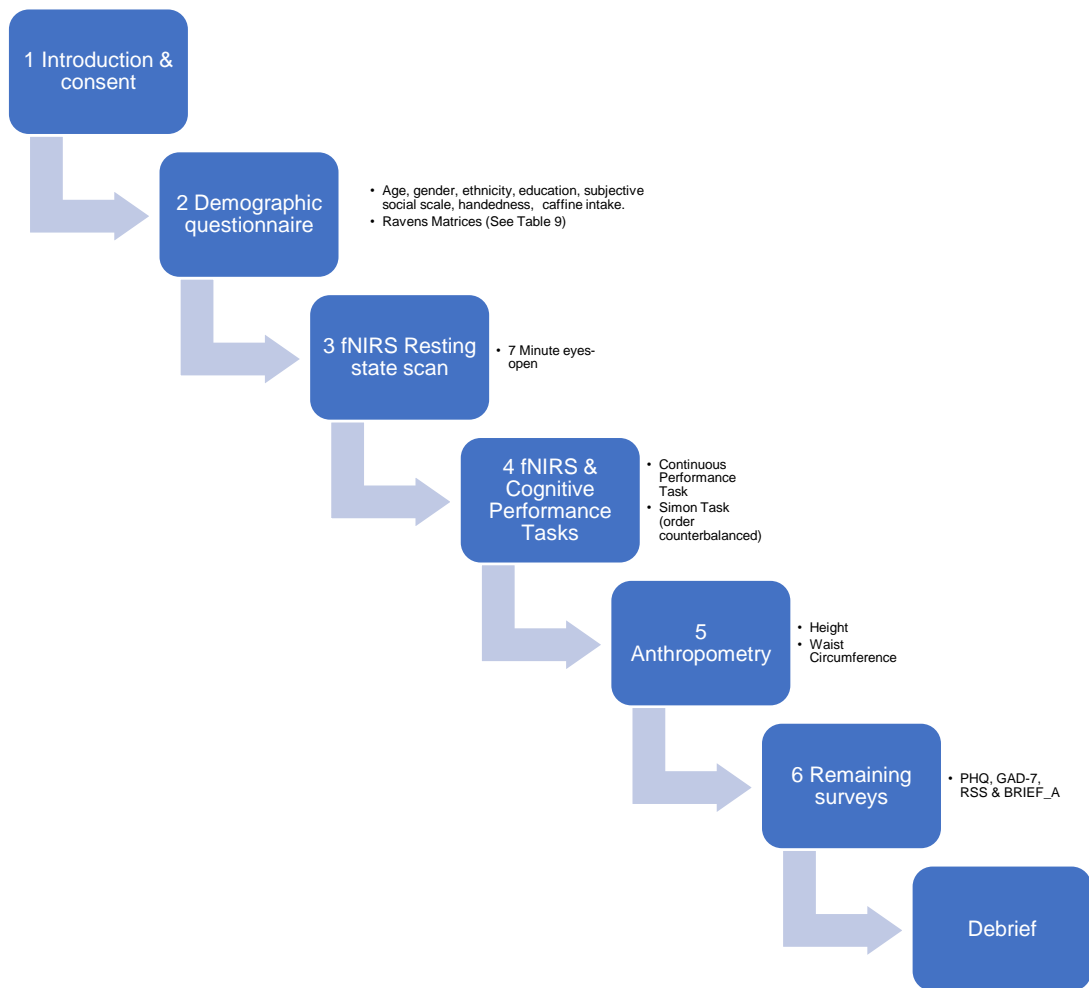 1 Introduction &
consent
2 Demographic
questionnaire
• Age, gender, ethnicity, education, subjective
social scale, handedness, caffine intake.
• Ravens Matrices (See Table 9)
3 fNIRS Resting
state scan
• 7 Minute eyes-
open
4 fNIRS &
Cognitive
Performance
Tasks
• Continuous
Performance
Task
• Simon Task
(order
counterbalanced)
5
Anthropometry
• Height
• Waist
Circumference
6 Remaining
surveys
• PHQ, GAD-7,
RSS & BRIEF_A
Debrief